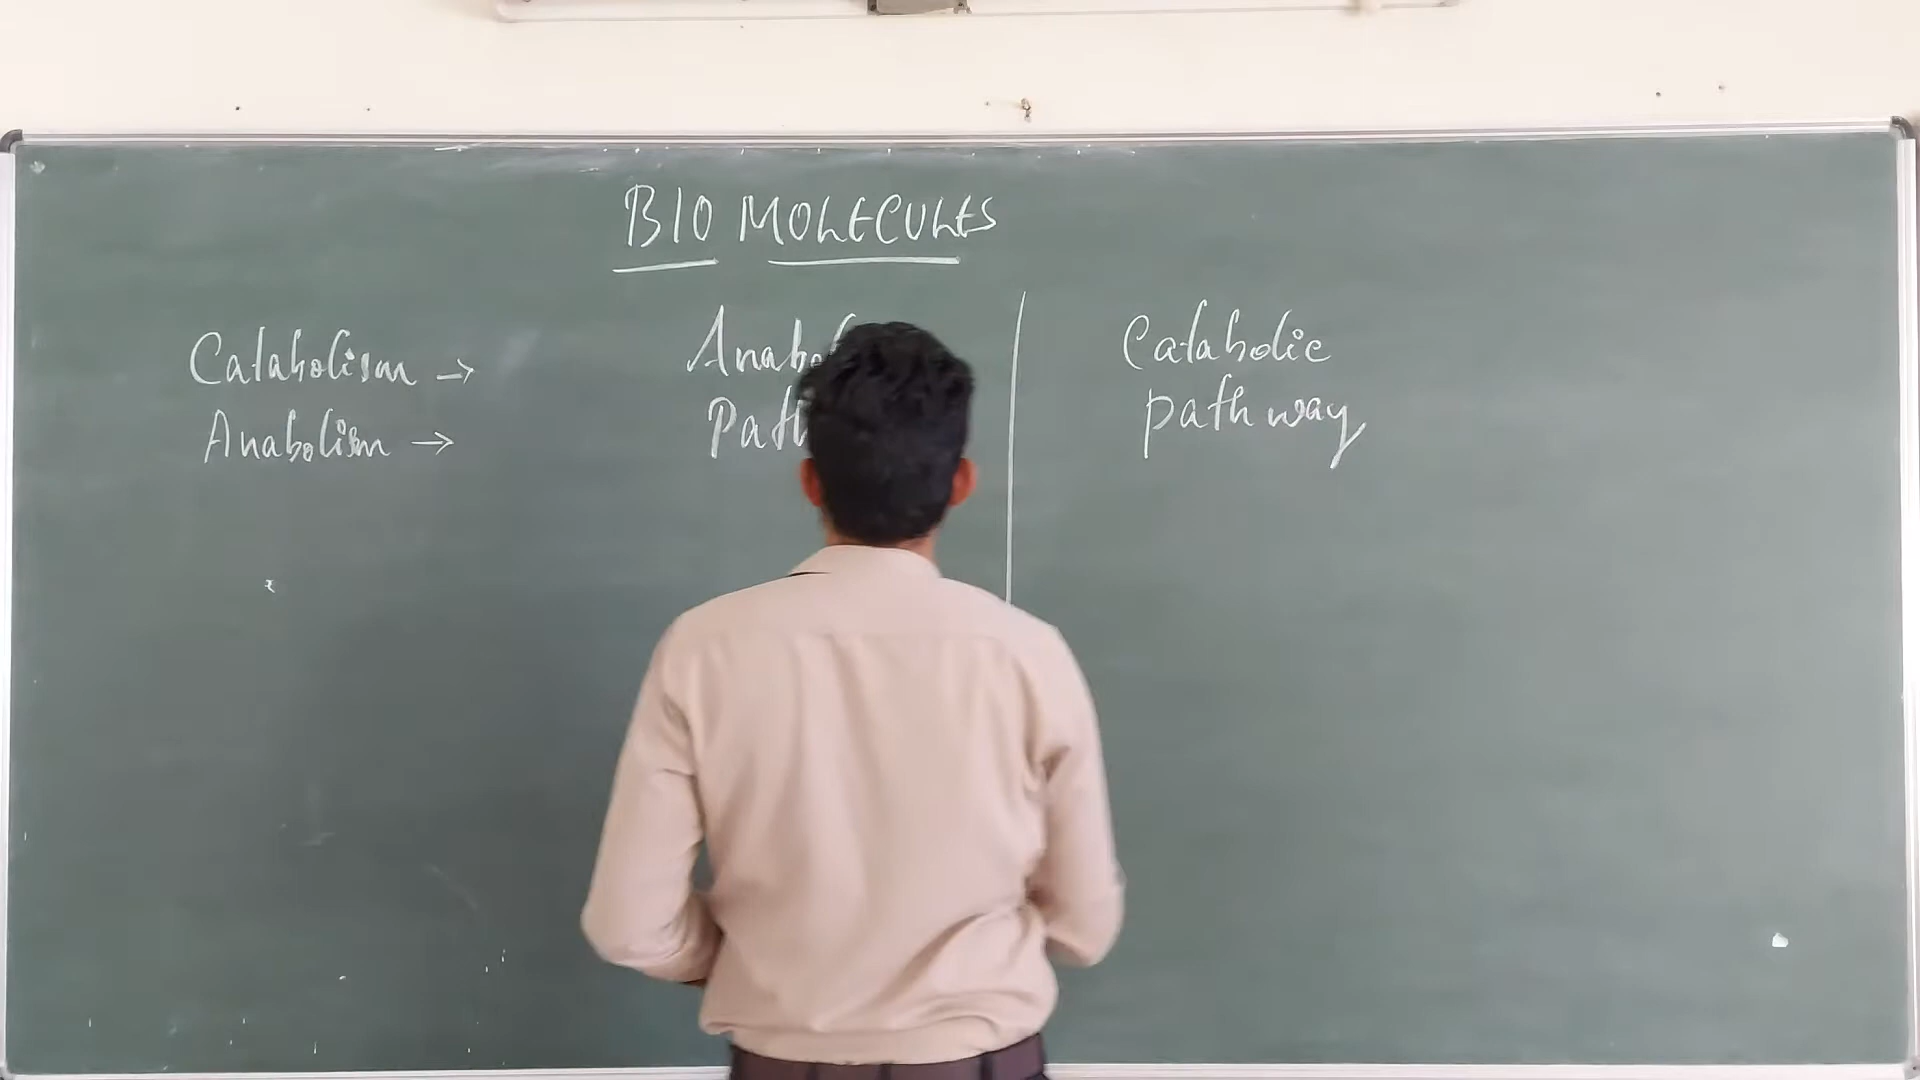 BIO MOLECULES
Catabolism →
Anabolism →
Catabolic
pathway